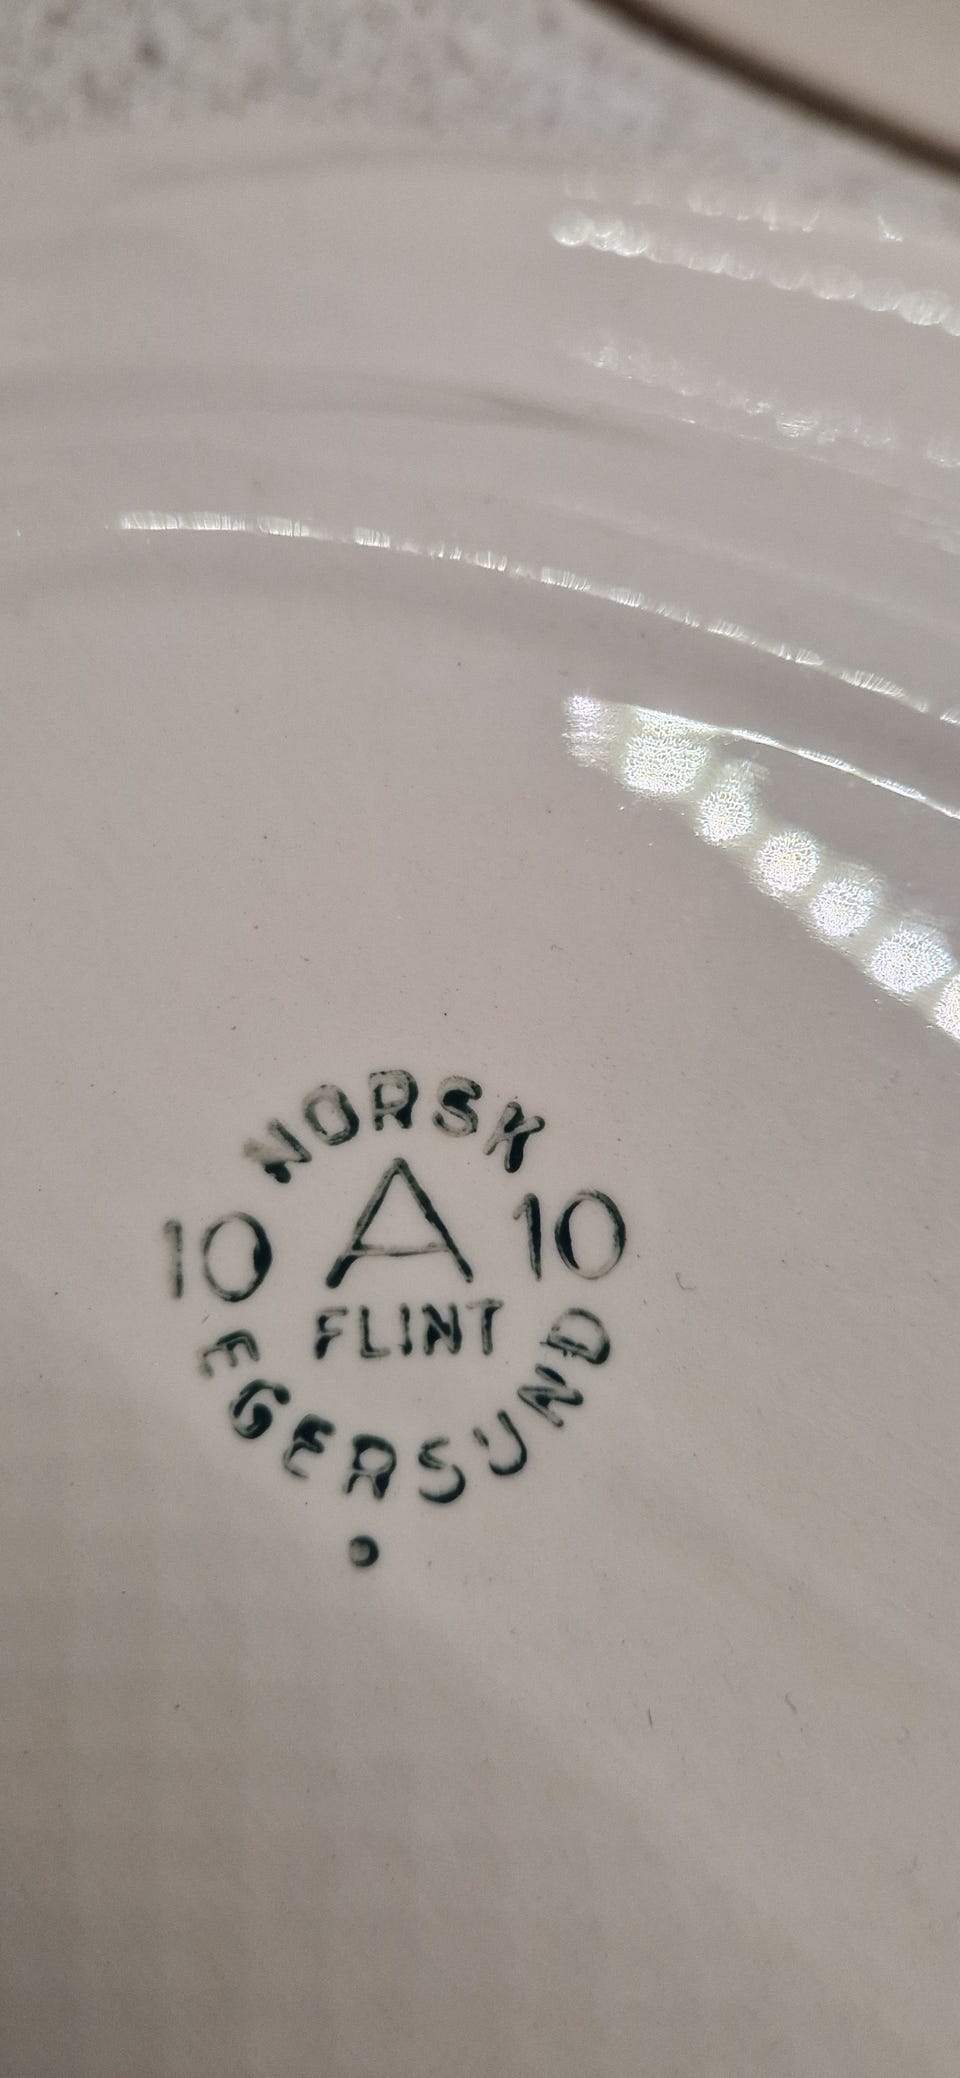 NORSK
10 A 10
FLINT
EGERSUND